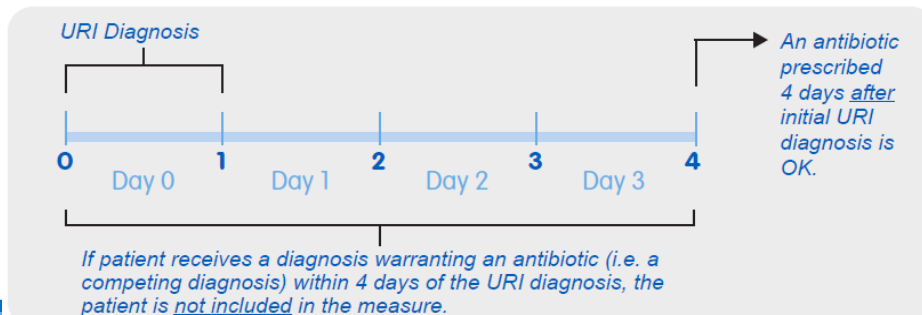 URI Diagnosis
An antibiotic
prescribed
4 days after
initial URI
diagnosis is
OK.
0 1 2 3 4
Day 0 Day 1 Day 2 Day 3
If patient receives a diagnosis warranting an antibiotic (i.e. a
competing diagnosis) within 4 days of the URI diagnosis, the
patient is not included in the measure.